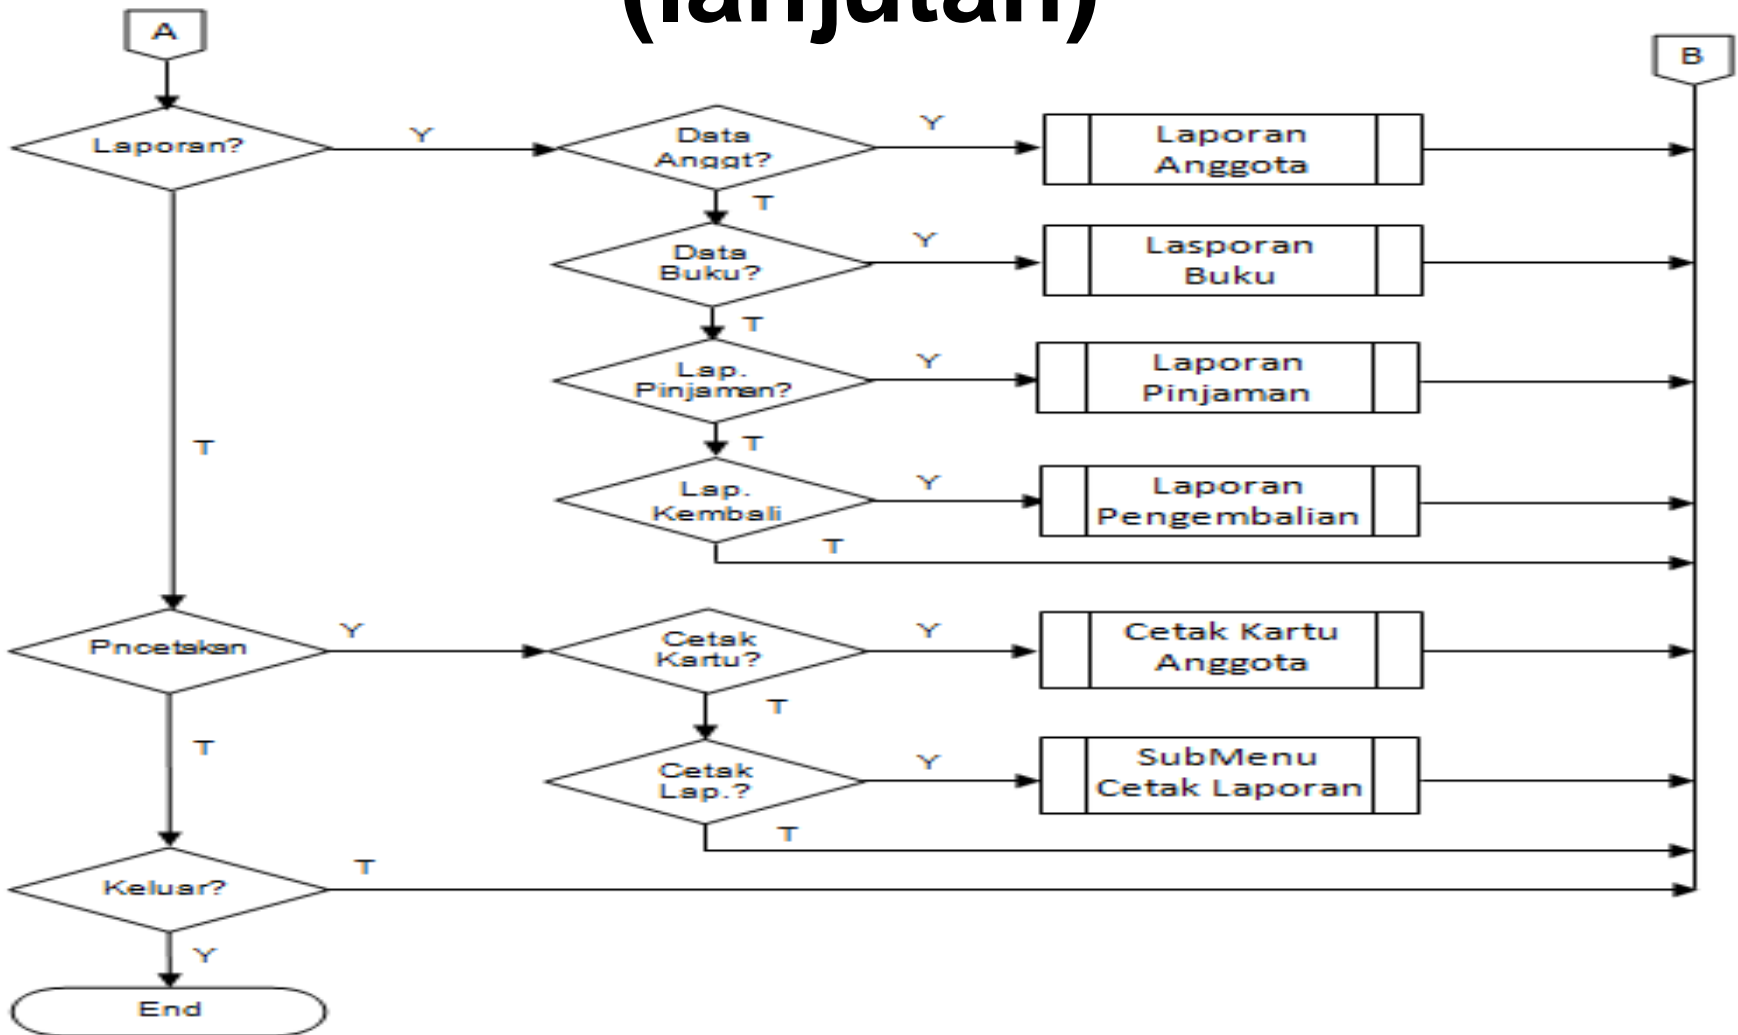 (lanjutan)
A
B
Laporan?
Y
Data
Anggt?
Y
Laporan
Anggota
T
Data
Buku?
Y
Lasporan
Buku
T
Lap.
Pinjaman?
Y
Laporan
Pinjaman
T
T
Lap.
Kembali
Y
Laporan
Pengembalian
T
Pncetakan
Y
Cetak
Kartu?
Y
Cetak Kartu
Anggota
T
T
Cetak
Lap.?
Y
SubMenu
Cetak Laporan
T
Keluar?
T
Y
End